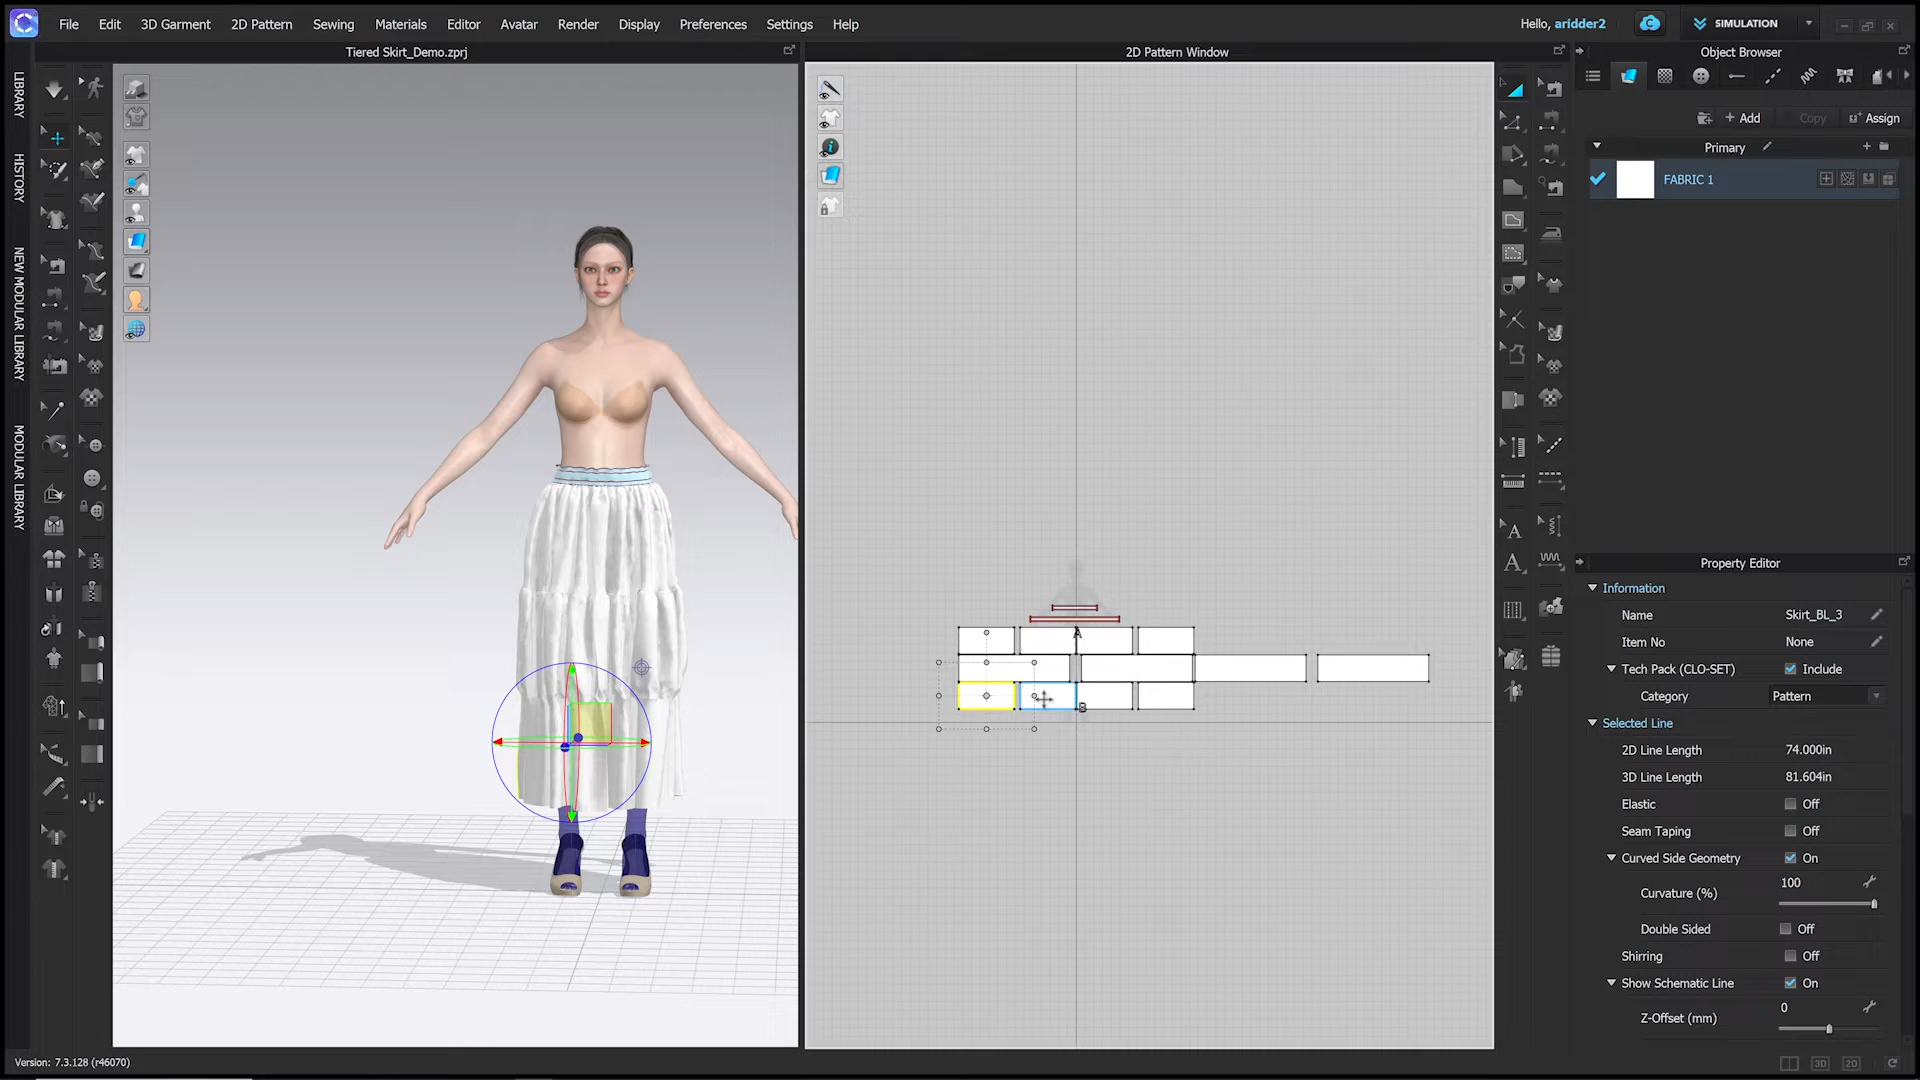 File Edit 3D Garment 2D Pattern Sewing Materials Editor Avatar Render Display Preferences Settings Help
Hello, aridder2
SIMULATION
Tiered Skirt_Demo.zprj
2D Pattern Window
Object Browser
LIBRARY
HISTORY
NEW MODULAR LIBRARY
MODULAR LIBRARY
+ Add
Copy
Assign
Primary
FABRIC 1
A
B
Property Editor
Information
Name Skirt_BL_3
Item No None
Tech Pack (CLO-SET) Include
Category Pattern
Selected Line
2D Line Length 74.000in
3D Line Length 81.604in
Elastic Off
Seam Taping Off
Curved Side Geometry On
Curvature (%) 100
Double Sided Off
Shirring Off
Show Schematic Line On
Z-Offset (mm) 0
Version: 7.3.128 (r46070)
3D 2D